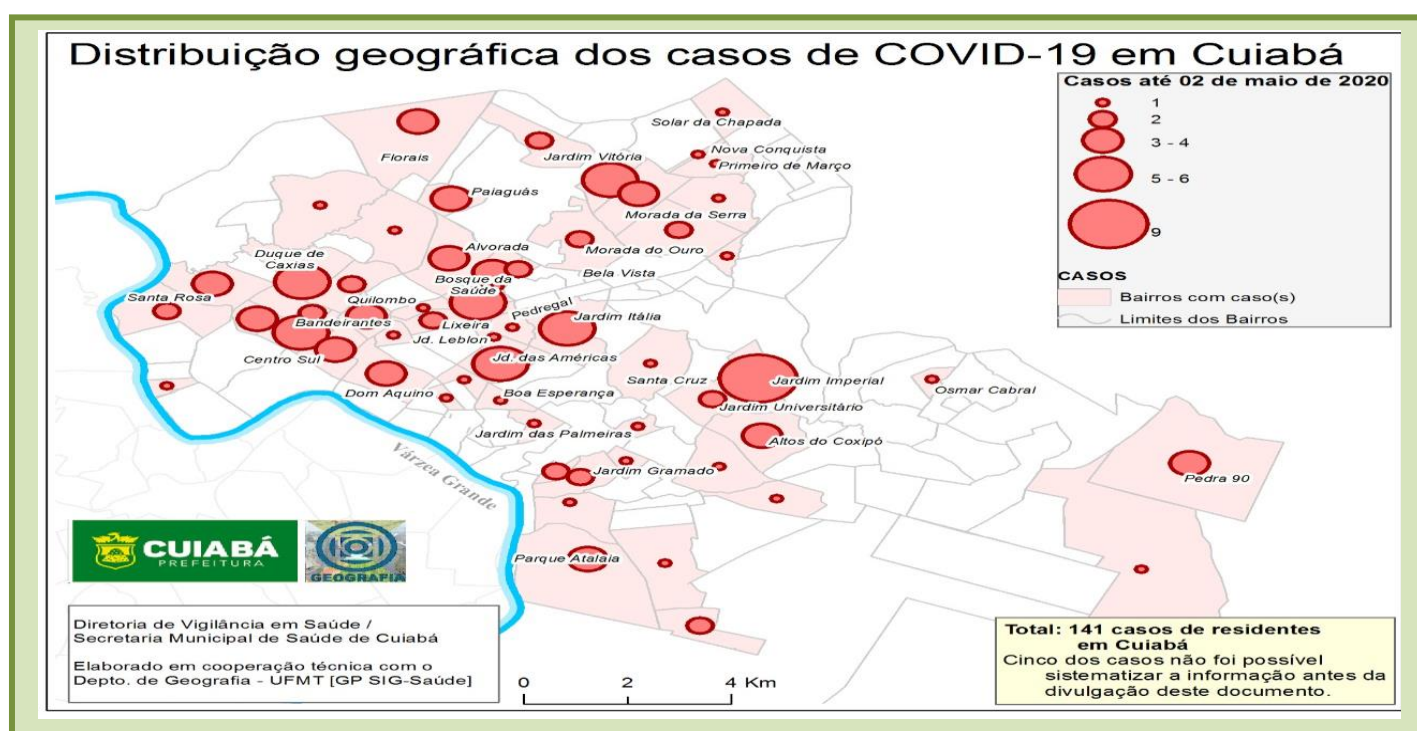 Distribuição geográfica dos casos de COVID-19 em Cuiabá
Casos até 02 de maio de 2020
1
2
3 - 4
5 - 6
9
CASOS
Bairros com caso(s)
Limites dos Bairros
Solar da Chapada
Florais
Jardim Vitória
Nova Conquista
Primeiro de Março
Paiaguás
Morada da Serra
Alvorada
Morada do Ouro
Duque de
Caxias
Bosque da
Saúde
Bela Vista
Santa Rosa
Quilombo
Pedregal
Bandeirantes
Lixeira
Jardim Itália
Jd. Leblon
Centro Sul
Jd. das Américas
Santa Cruz
Jardim Imperial
Osmar Cabral
Dom Aquino
Boa Esperança
Jardim Universitário
Jardim das Palmeiras
Altos do Coxipó
Várzea Grande
Jardim Gramado
Pedra 90
Parque Atalaia
CUIABÁ
PREFEITURA
GEOGRAFIA
Diretoria de Vigilância em Saúde /
Secretaria Municipal de Saúde de Cuiabá
Elaborado em cooperação técnica com o
Depto. de Geografia - UFMT [GP SIG-Saúde]
0 2 4 Km
Total: 141 casos de residentes
em Cuiabá
Cinco dos casos não foi possível
sistematizar a informação antes da
divulgação deste documento.